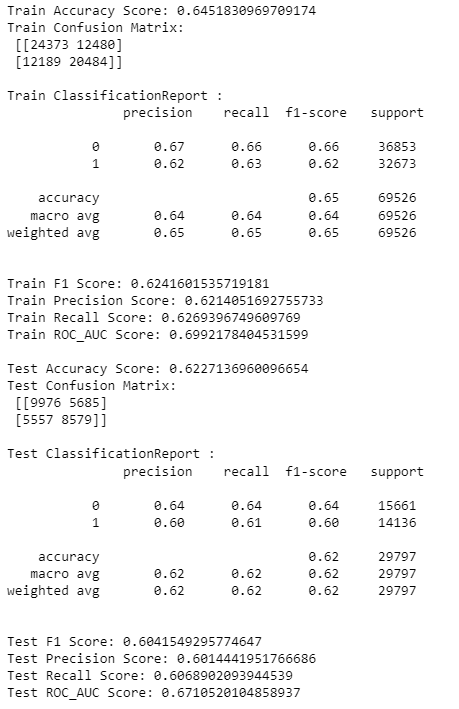 Train Accuracy Score: 0.6451830969709174
Train Confusion Matrix:
[[24373 12480]
[12189 20484]]
Train ClassificationReport :
precision recall f1-score support
0 0.67 0.66 0.66 36853
1 0.62 0.63 0.62 32673
accuracy 0.65 69526
macro avg 0.64 0.64 0.64 69526
weighted avg 0.65 0.65 0.65 69526
Train F1 Score: 0.6241601535719181
Train Precision Score: 0.6214051692755733
Train Recall Score: 0.6269396749609769
Train ROC_AUC Score: 0.6992178404531599
Test Accuracy Score: 0.6227136960096654
Test Confusion Matrix:
[[9976 5685]
[5557 8579]]
Test ClassificationReport :
precision recall f1-score support
0 0.64 0.64 0.64 15661
1 0.60 0.61 0.60 14136
accuracy 0.62 29797
macro avg 0.62 0.62 0.62 29797
weighted avg 0.62 0.62 0.62 29797
Test F1 Score: 0.6041549295774647
Test Precision Score: 0.6014441951766686
Test Recall Score: 0.6068902093944539
Test ROC_AUC Score: 0.6710520104858937